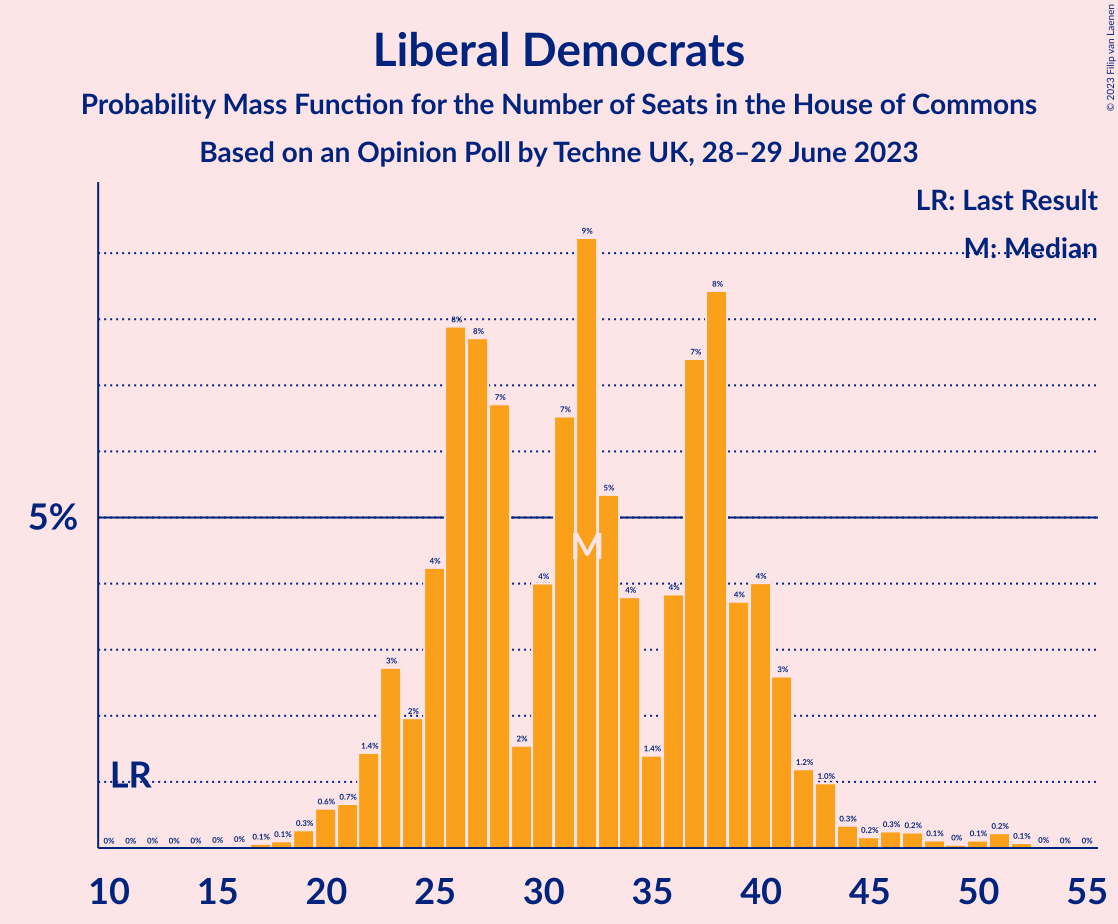 Liberal Democrats
Probability Mass Function for the Number of Seats in the House of Commons
Based on an Opinion Poll by Techne UK, 28–29 June 2023
© 2023 Filip van Laenen
LR: Last Result
M: Median
5%
LR
M
0% 0% 0% 0% 0% 0% 0% 0.1% 0.1% 0.3% 0.6% 0.7% 1.4% 3% 2% 4% 8% 8% 7% 2% 4% 7% 9% 5% 4% 1.4% 4% 7% 8% 4% 4% 3% 1.2% 1.0% 0.3% 0.2% 0.3% 0.2% 0.1% 0% 0.1% 0.2% 0.1% 0% 0% 0%
10 15 20 25 30 35 40 45 50 55